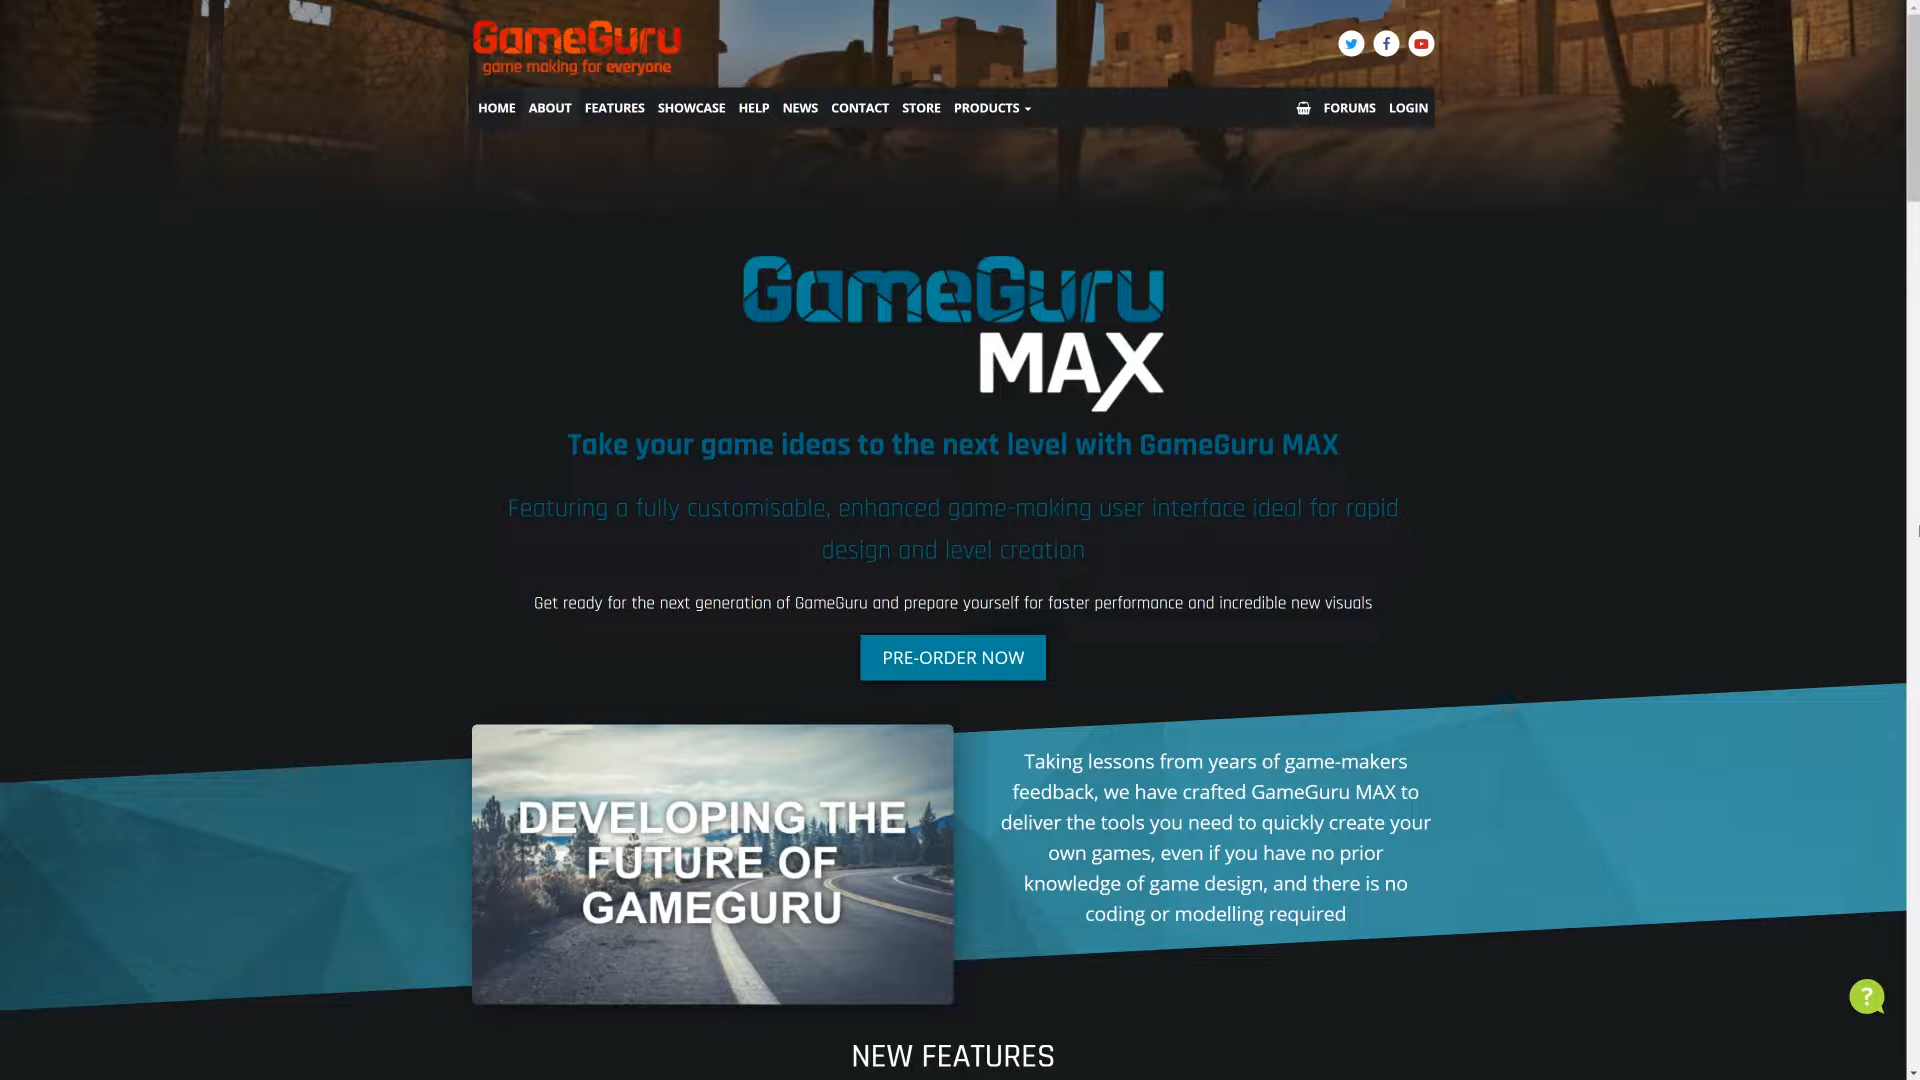 GameGuru
game making for everyone
HOME ABOUT FEATURES SHOWCASE HELP NEWS CONTACT STORE PRODUCTS FORUMS LOGIN
GameGuru
MAX
Take your game ideas to the next level with GameGuru MAX
Featuring a fully customisable, enhanced game-making user interface ideal for rapid
design and level creation
Get ready for the next generation of GameGuru and prepare yourself for faster performance and incredible new visuals
PRE-ORDER NOW
DEVELOPING THE
FUTURE OF
GAMEGURU
Taking lessons from years of game-makers
feedback, we have crafted GameGuru MAX to
deliver the tools you need to quickly create your
own games, even if you have no prior
knowledge of game design, and there is no
coding or modelling required
?
NEW FEATURES